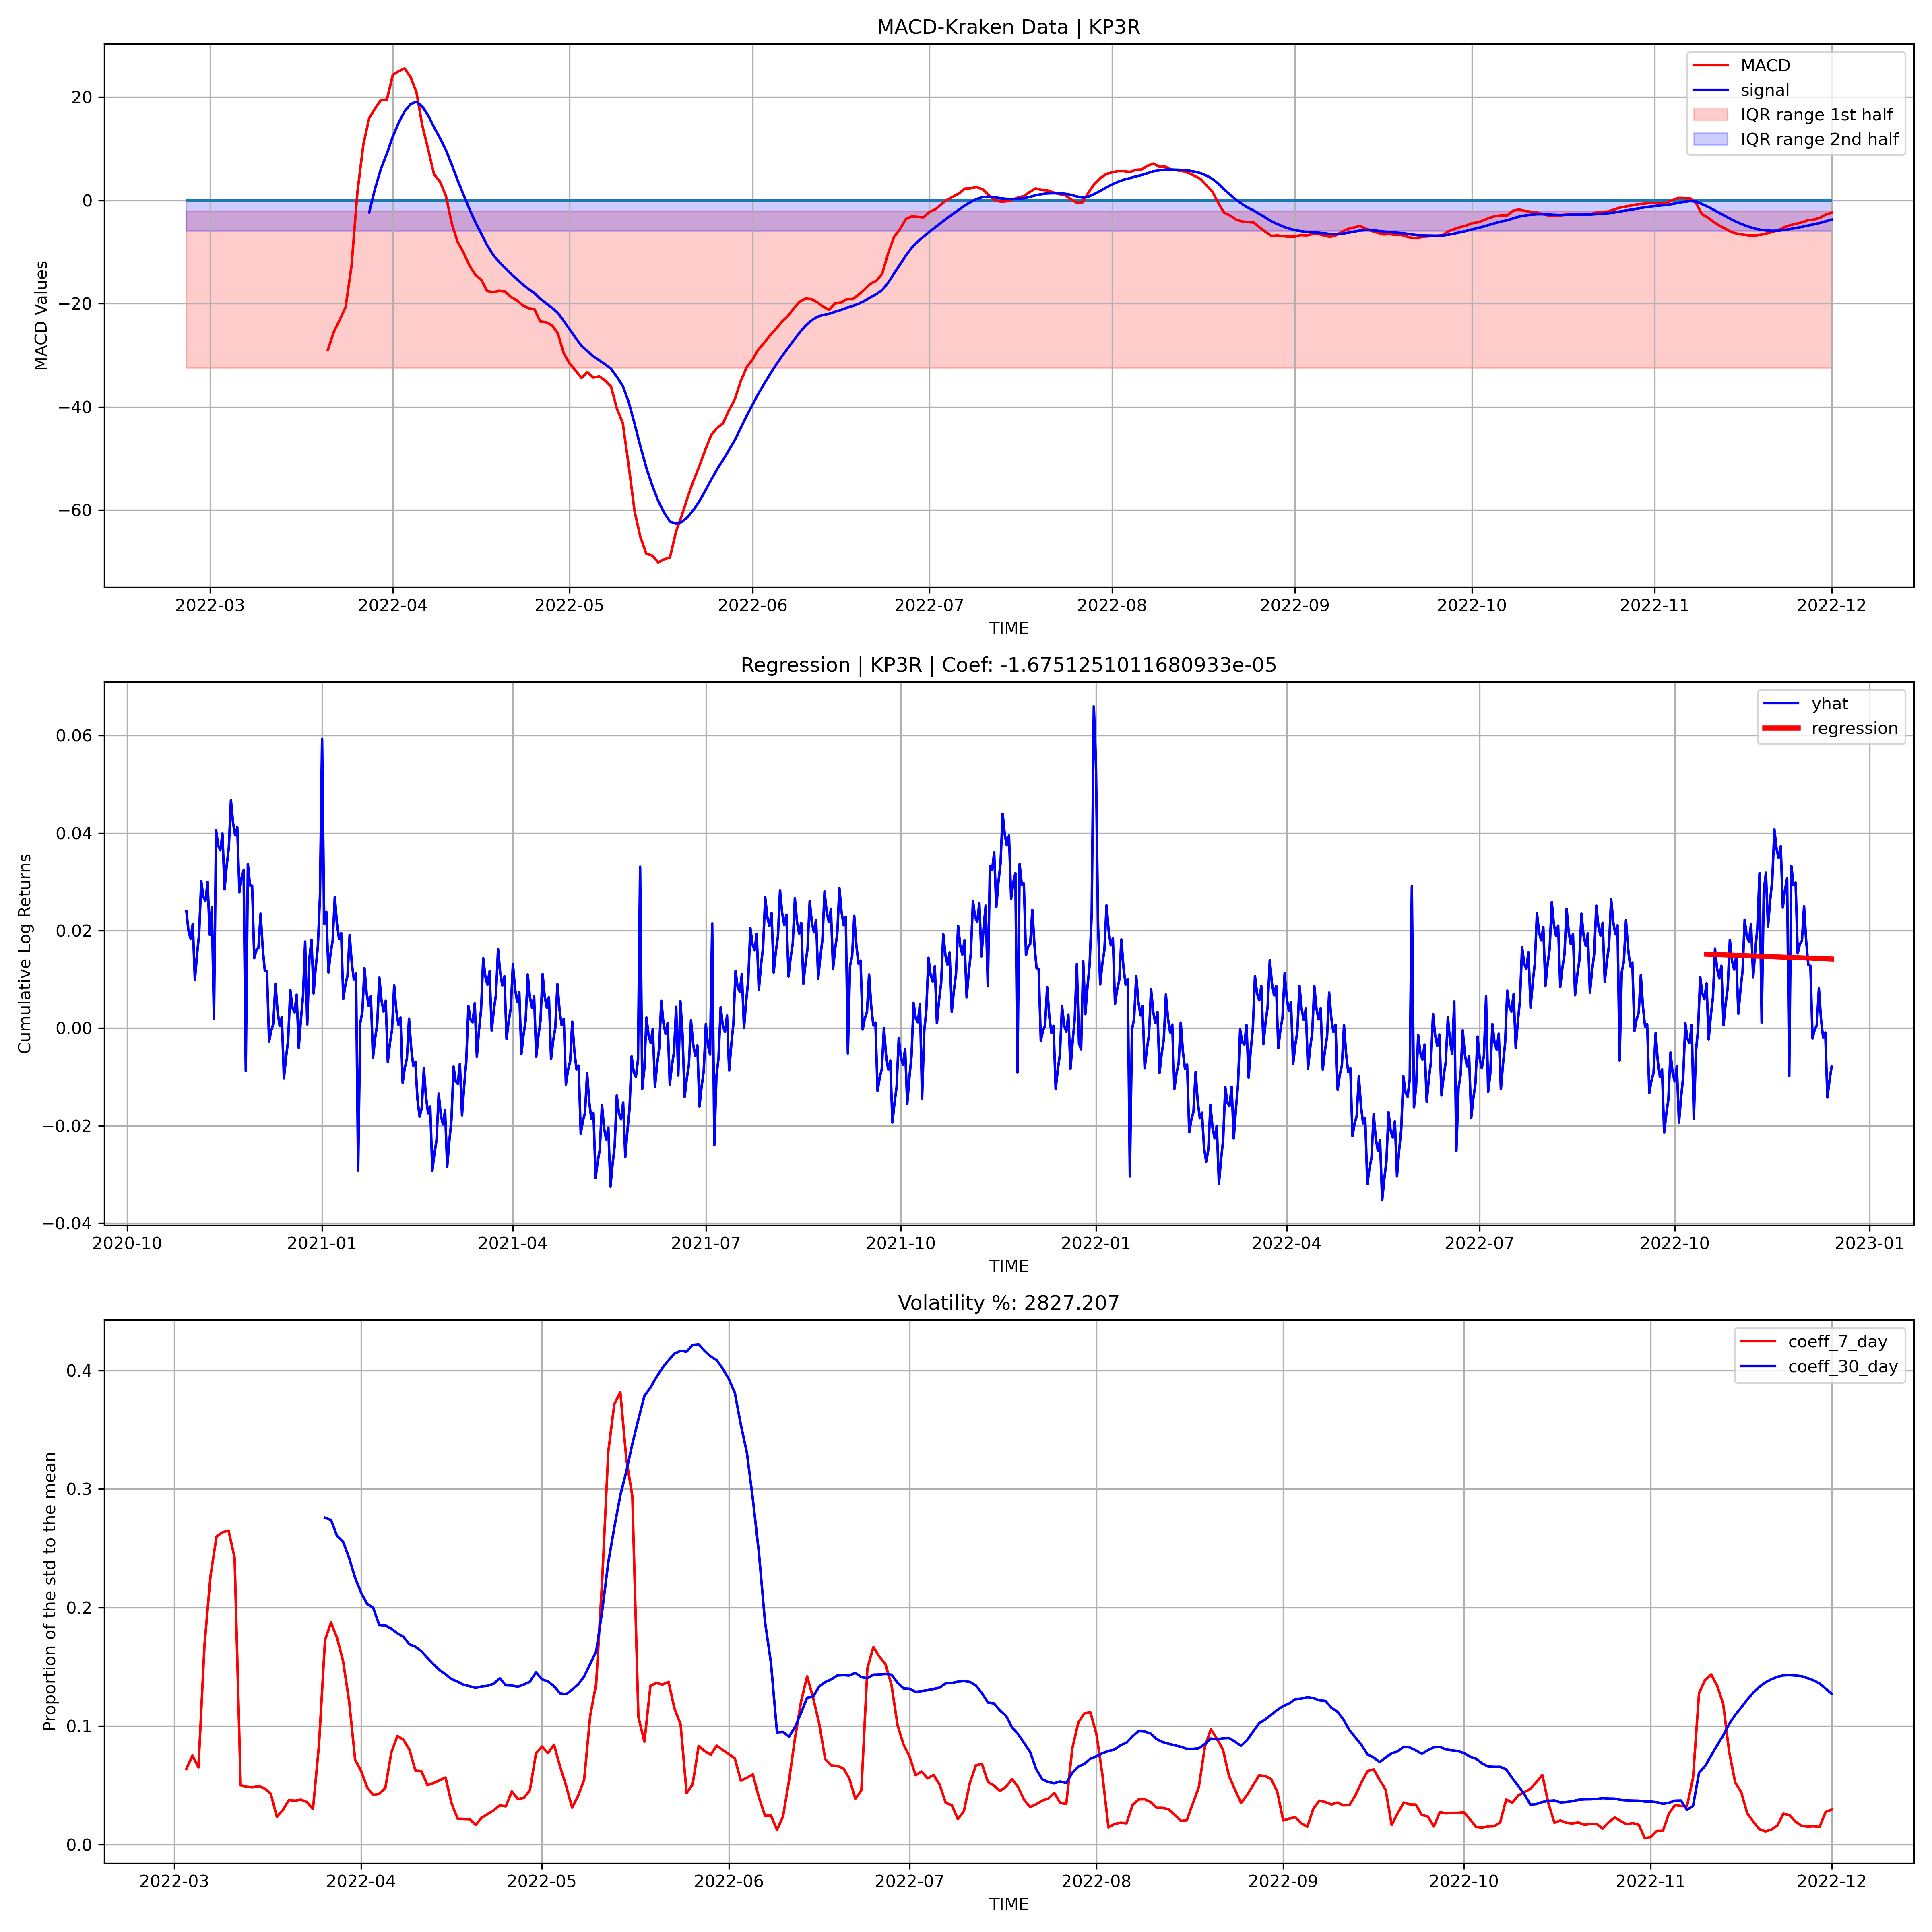 MACD-Kraken Data | KP3R
MACD
signal
IQR range 1st half
IQR range 2nd half
20
0
−20
−40
−60
MACD Values
2022-03 2022-04 2022-05 2022-06 2022-07 2022-08 2022-09 2022-10 2022-11 2022-12
TIME
Regression | KP3R | Coef: -1.6751251011680933e-05
yhat
regression
0.06
0.04
0.02
0.00
−0.02
−0.04
Cumulative Log Returns
2020-10 2021-01 2021-04 2021-07 2021-10 2022-01 2022-04 2022-07 2022-10 2023-01
TIME
Volatility %: 2827.207
coeff_7_day
coeff_30_day
0.4
0.3
0.2
0.1
0.0
Proportion of the std to the mean
2022-03 2022-04 2022-05 2022-06 2022-07 2022-08 2022-09 2022-10 2022-11 2022-12
TIME